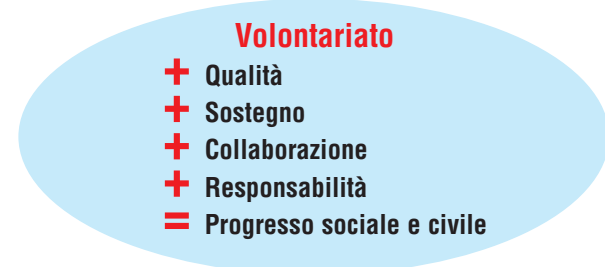 Volontariato
+ Qualità
+ Sostegno
+ Collaborazione
+ Responsabilità
= Progresso sociale e civile